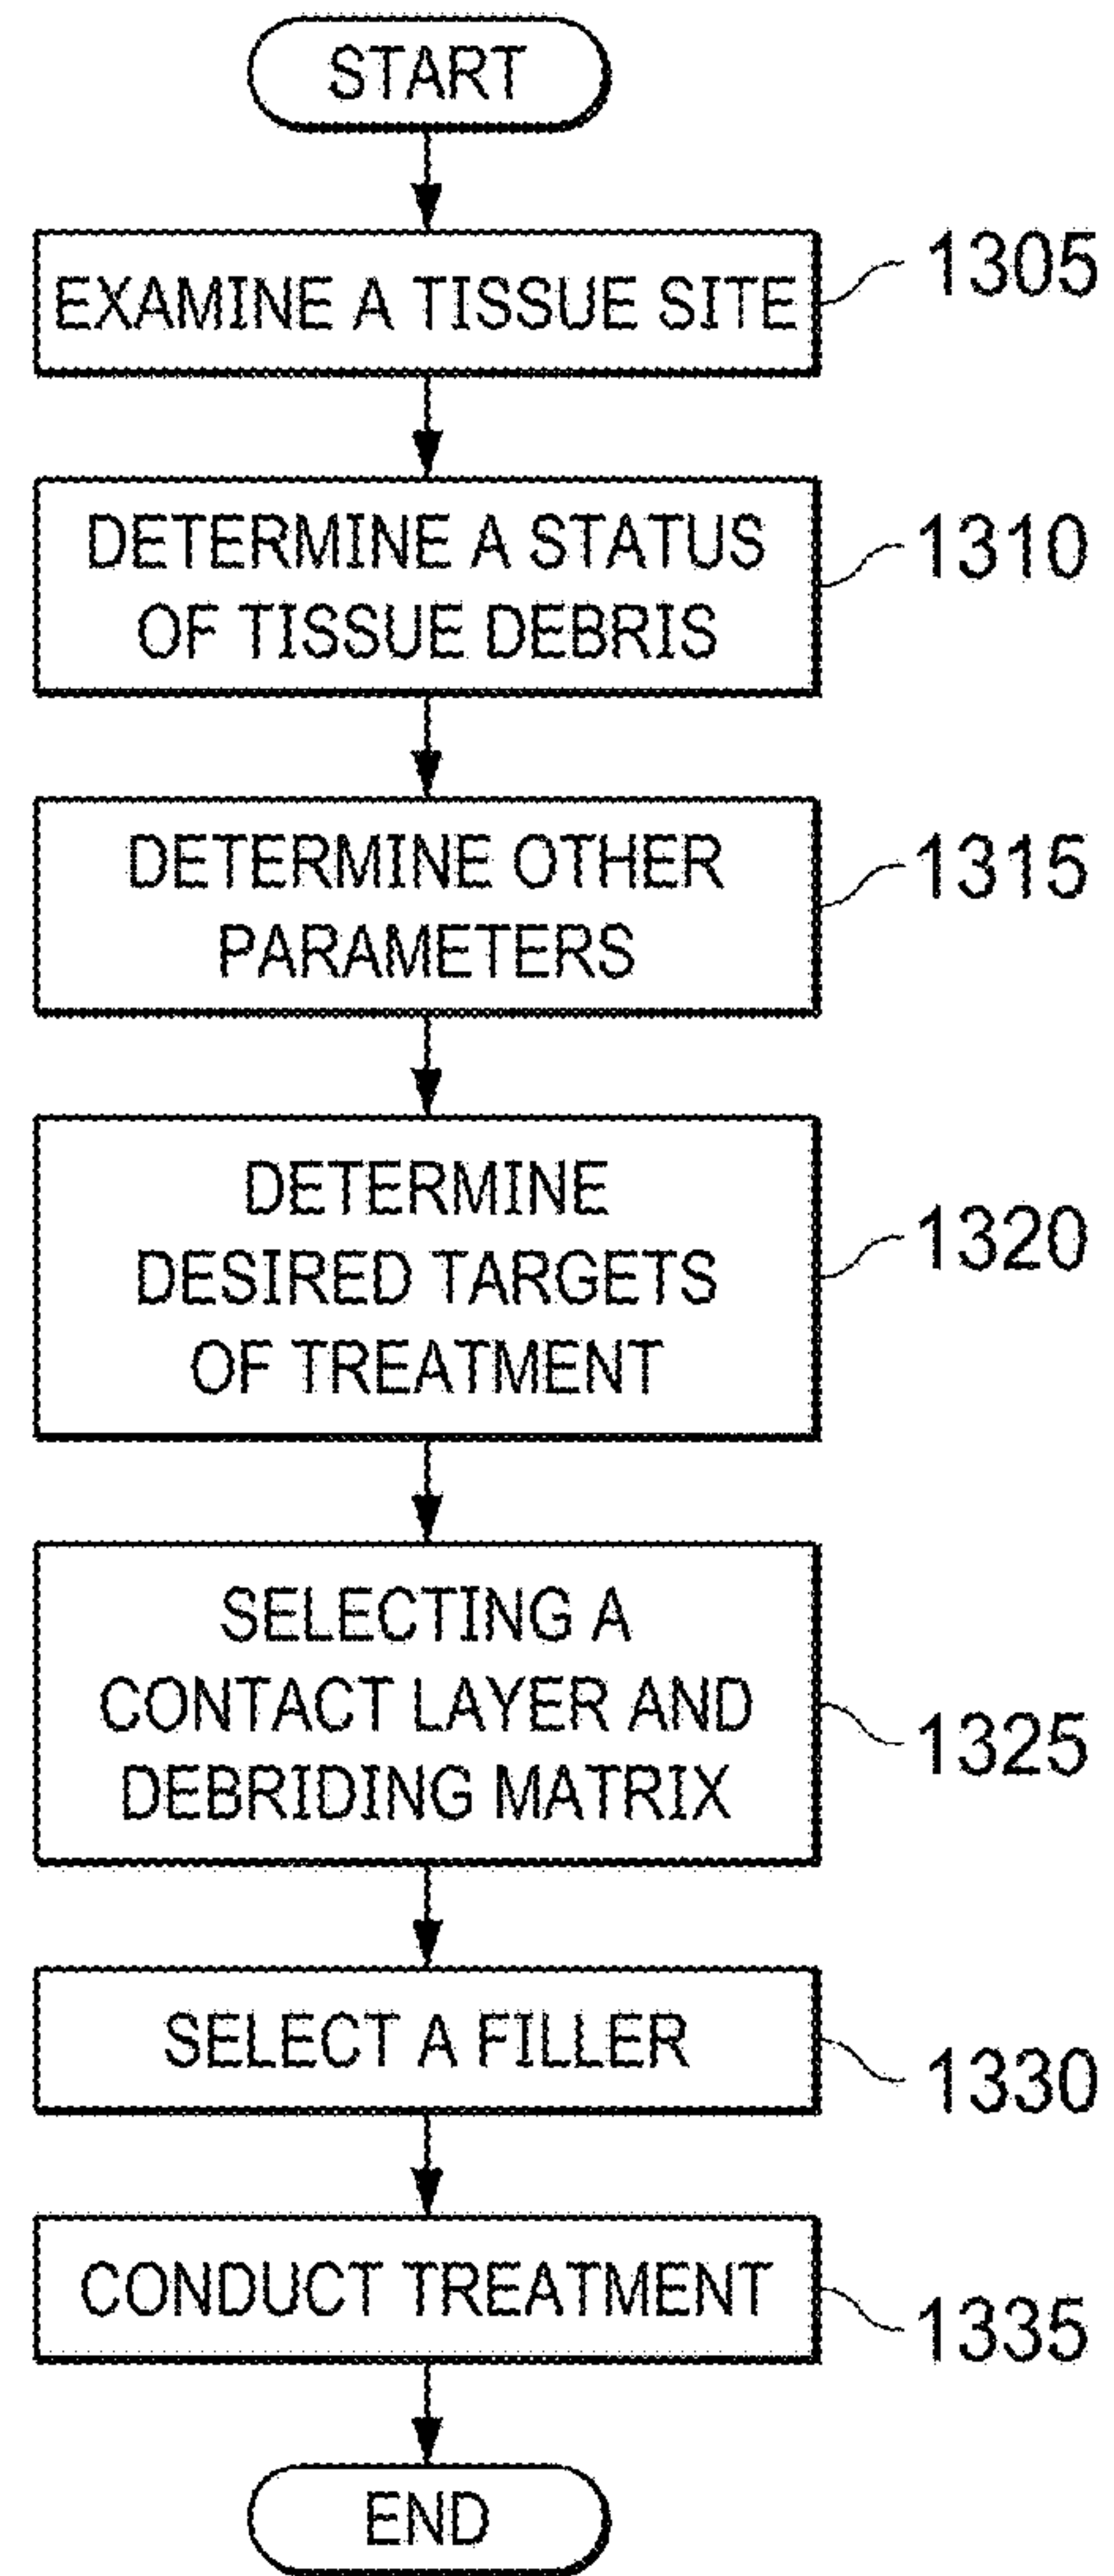 START
EXAMINE A TISSUE SITE
1305
DETERMINE A STATUS
OF TISSUE DEBRIS
1310
DETERMINE OTHER
PARAMETERS
1315
DETERMINE
DESIRED TARGETS
OF TREATMENT
1320
SELECTING A
CONTACT LAYER AND
DEBRIDING MATRIX
1325
SELECT A FILLER
1330
CONDUCT TREATMENT
1335
END